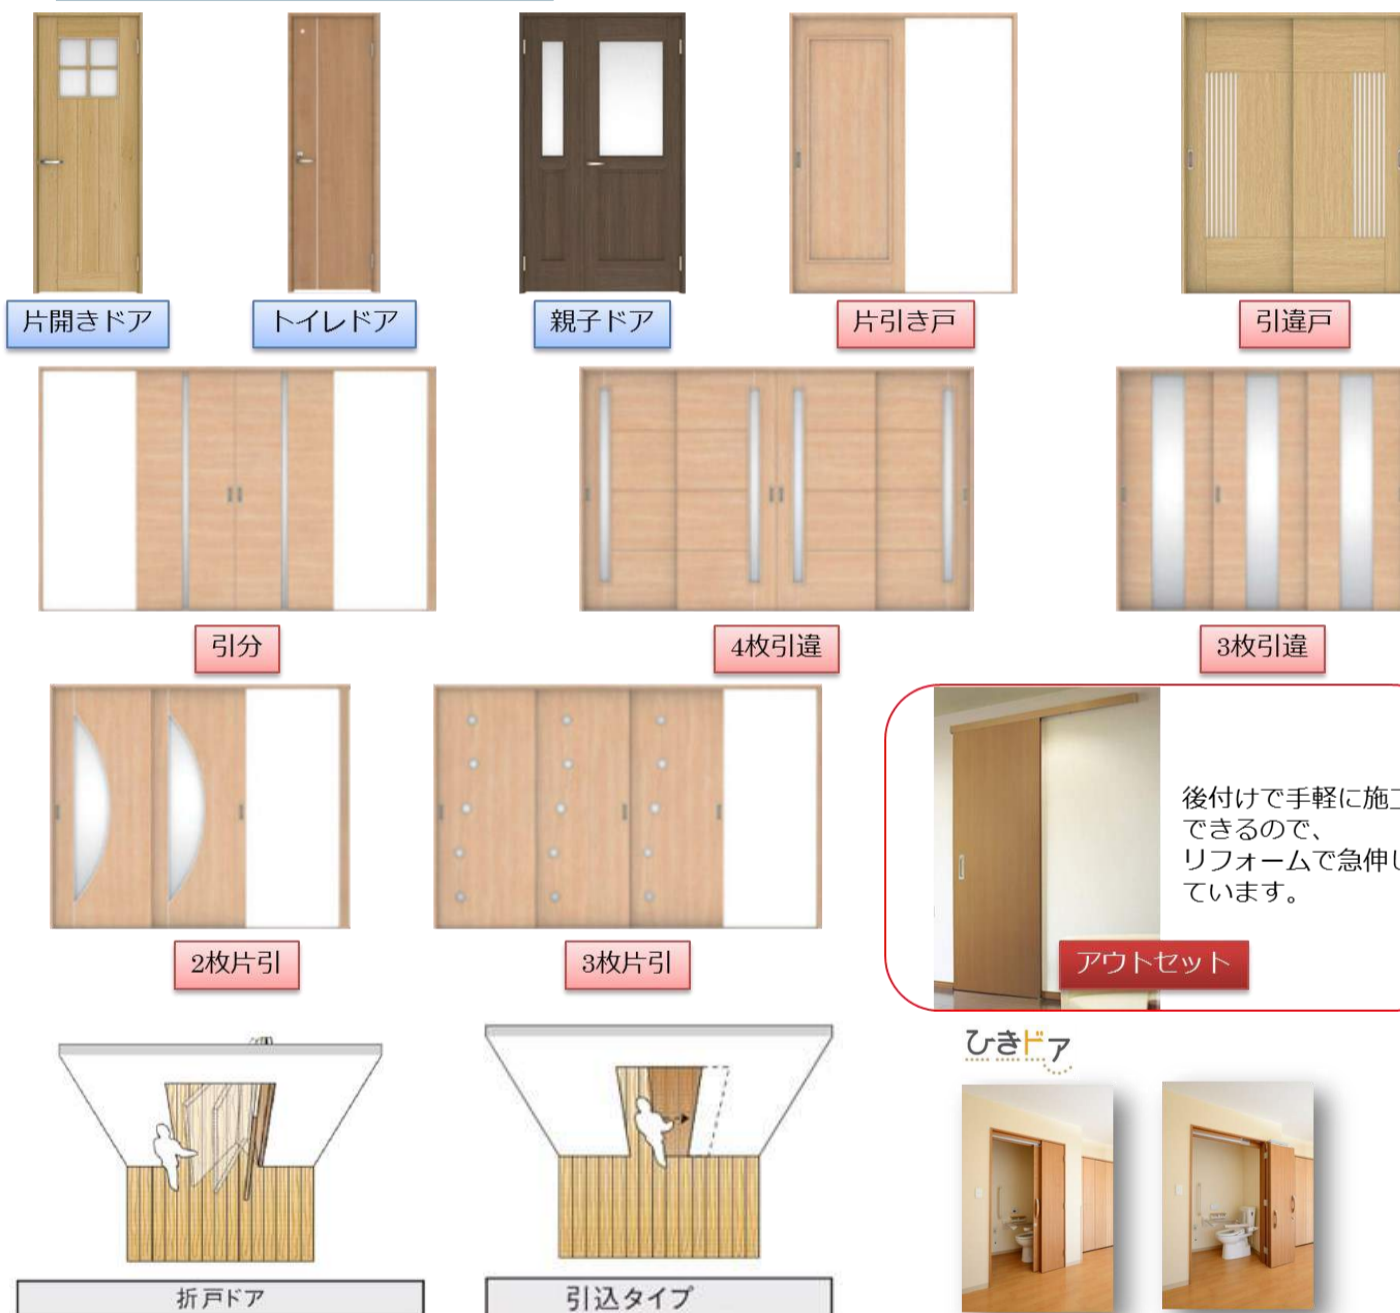 片開きドア
トイレドア
親子ドア
片引き戸
引違戸
引分
4枚引違
3枚引違
2枚片引
3枚片引
後付けで手軽に施工
できるので、
リフォームで急伸し
ています。
アウトセット
ひきドア
折戸ドア
引込タイプ